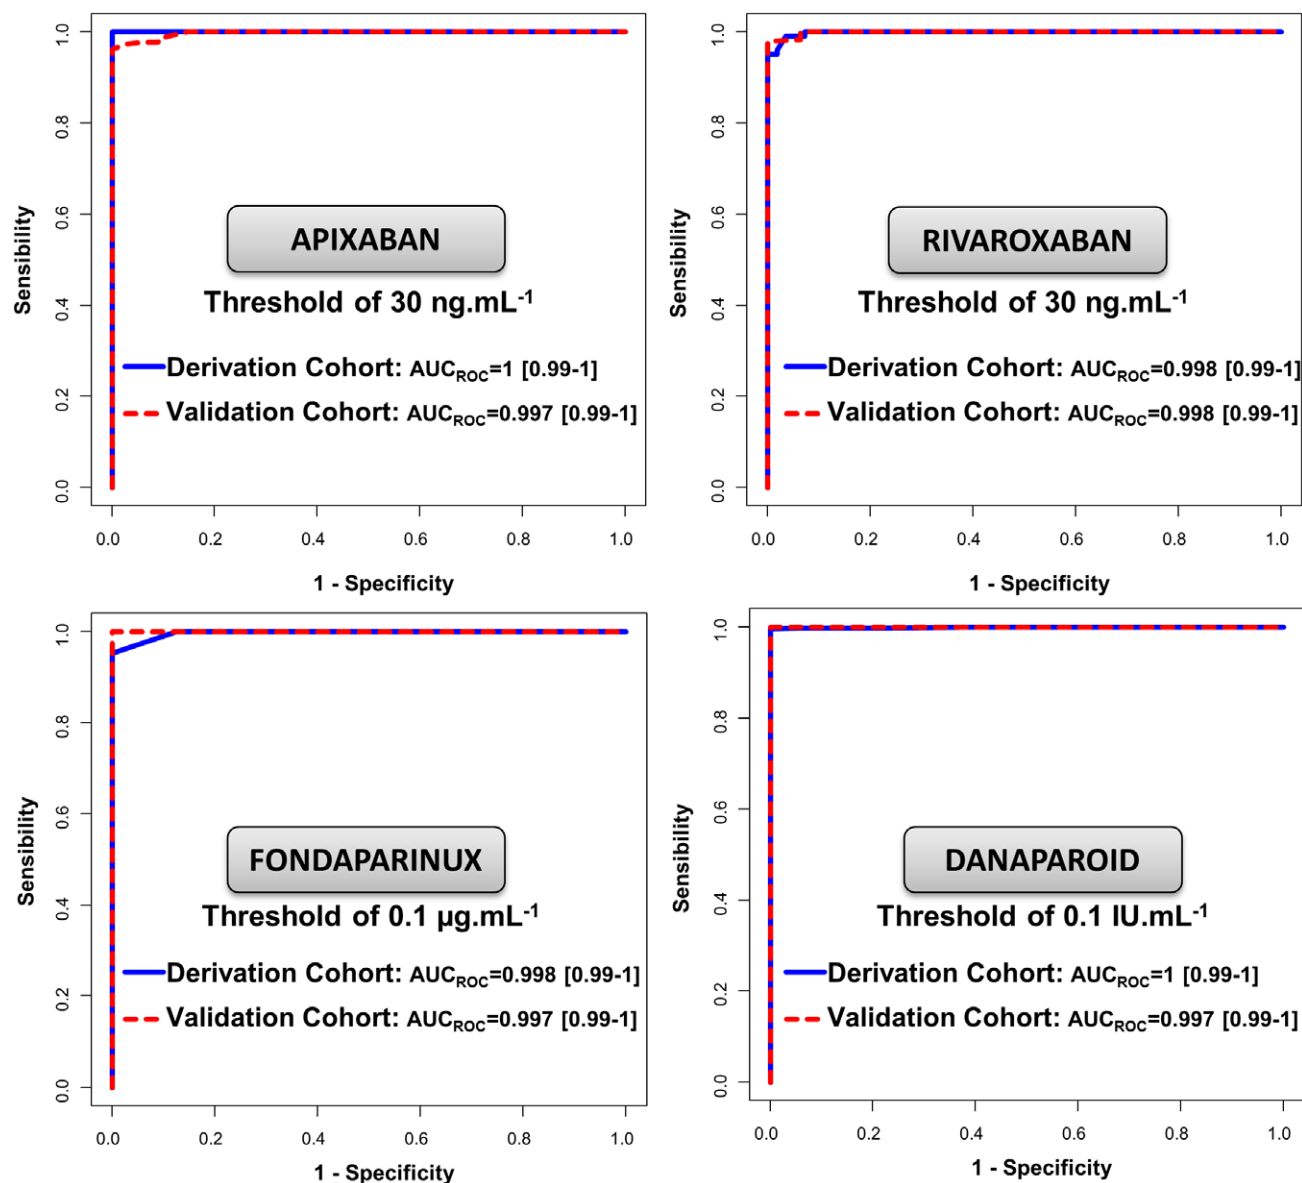 1.0
0.8
0.6
0.4
0.2
0.0
Sensibility
APIXABAN
Threshold of 30 ng.mL-1
Derivation Cohort: AUCROC=1 [0.99-1]
Validation Cohort: AUCROC=0.997 [0.99-1]
0.0 0.2 0.4 0.6 0.8 1.0
1 - Specificity
1.0
0.8
0.6
0.4
0.2
0.0
Sensibility
RIVAROXABAN
Threshold of 30 ng.mL-1
Derivation Cohort: AUCROC=0.998 [0.99-1]
Validation Cohort: AUCROC=0.998 [0.99-1]
0.0 0.2 0.4 0.6 0.8 1.0
1 - Specificity
1.0
0.8
0.6
0.4
0.2
0.0
Sensibility
FONDAPARINUX
Threshold of 0.1 µg.mL-1
Derivation Cohort: AUCROC=0.998 [0.99-1]
Validation Cohort: AUCROC=0.997 [0.99-1]
0.0 0.2 0.4 0.6 0.8 1.0
1 - Specificity
1.0
0.8
0.6
0.4
0.2
0.0
Sensibility
DANAPAROID
Threshold of 0.1 IU.mL-1
Derivation Cohort: AUCROC=1 [0.99-1]
Validation Cohort: AUCROC=0.997 [0.99-1]
0.0 0.2 0.4 0.6 0.8 1.0
1 - Specificity